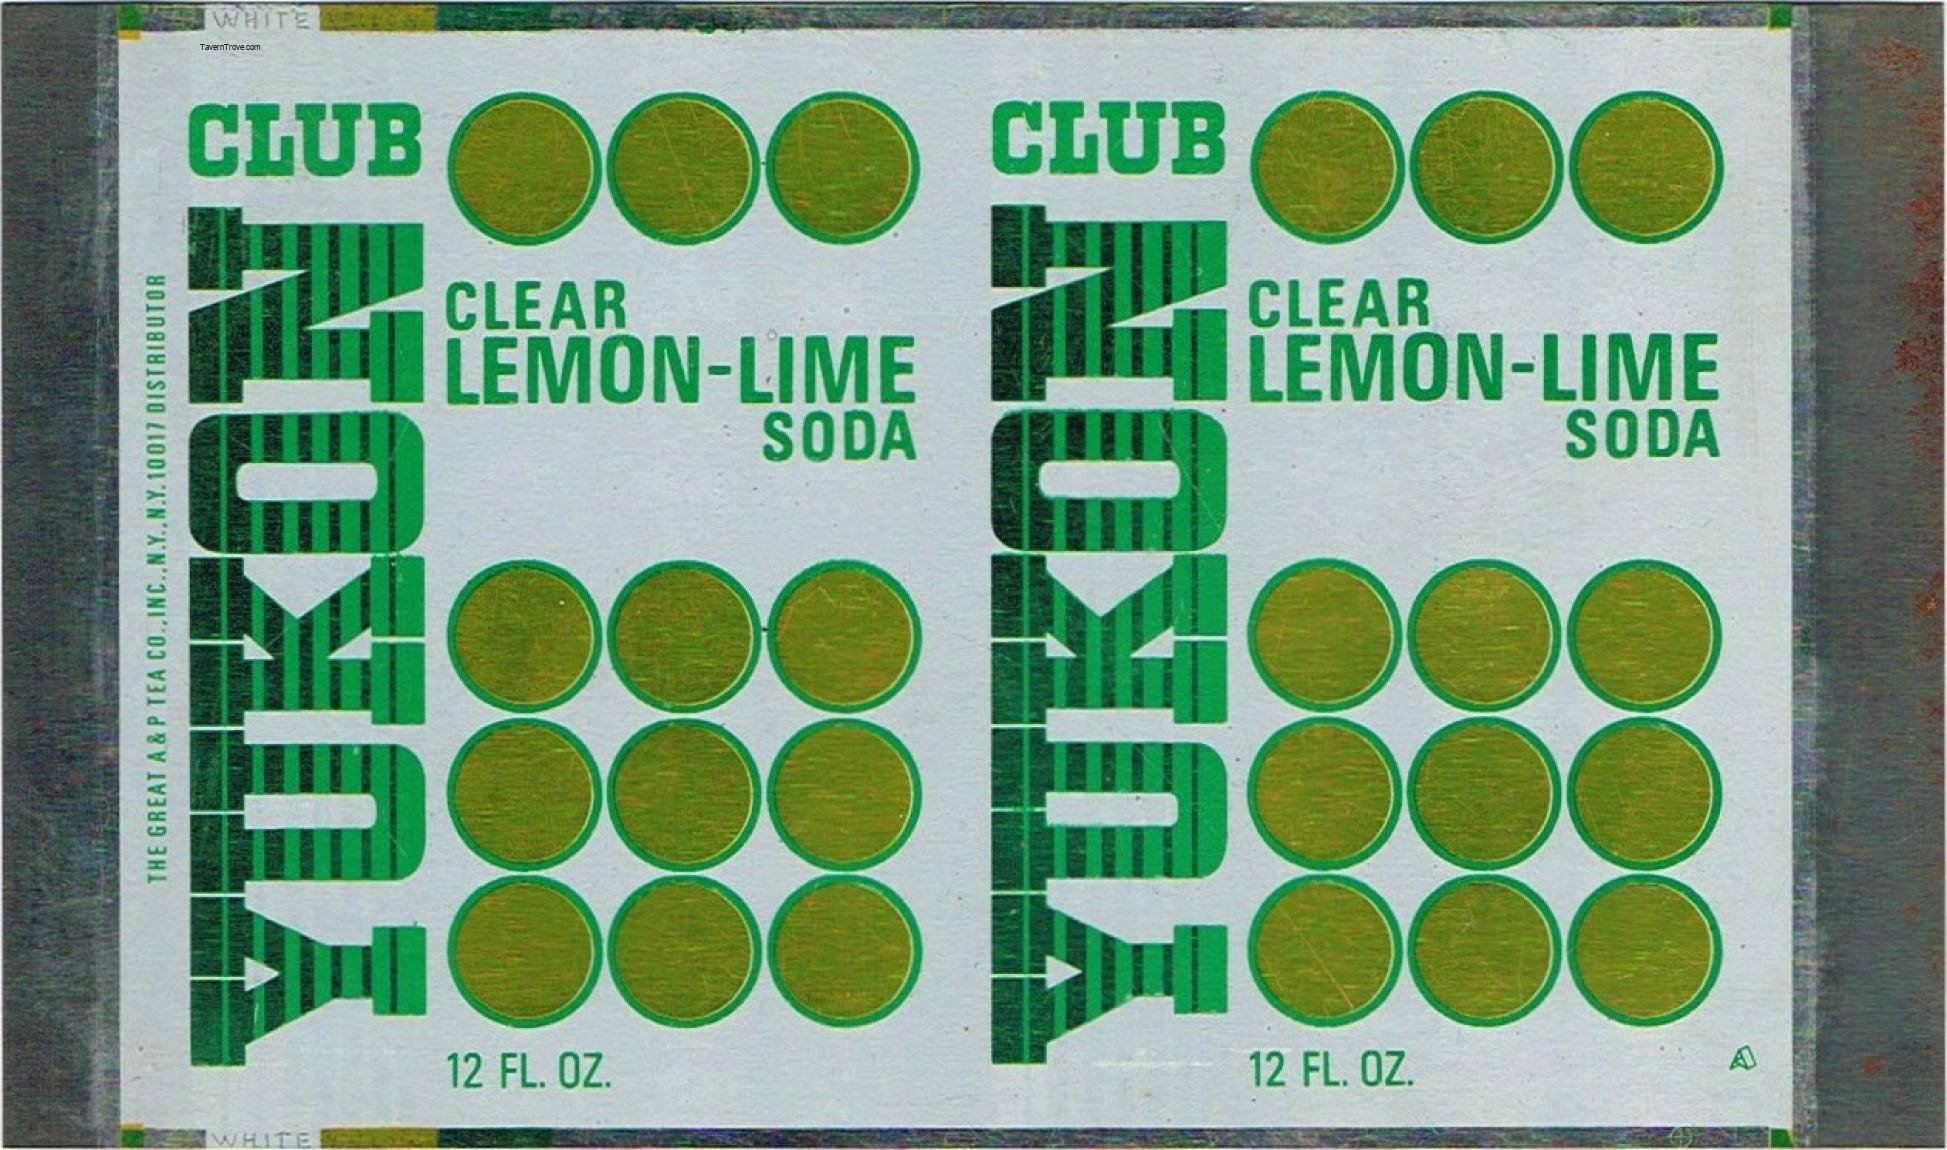 WHITE YELLOW
TavernTrove.com
THE GREAT A & P TEA CO., INC., N.Y., N.Y. 10017 DISTRIBUTOR
YUKON CLUB
CLEAR
LEMON-LIME
SODA
12 FL. OZ.
YUKON CLUB
CLEAR
LEMON-LIME
SODA
12 FL. OZ.
WHITE